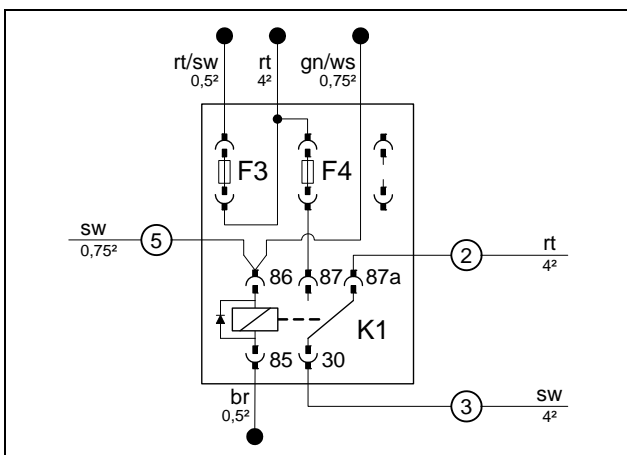 rt/sw rt gn/ws
0,5² 4² 0,75²
F3 F4
sw 5
0,75²
86 87 87a 2 rt
4²
K1
85 30
br 3 sw
0,5² 4²